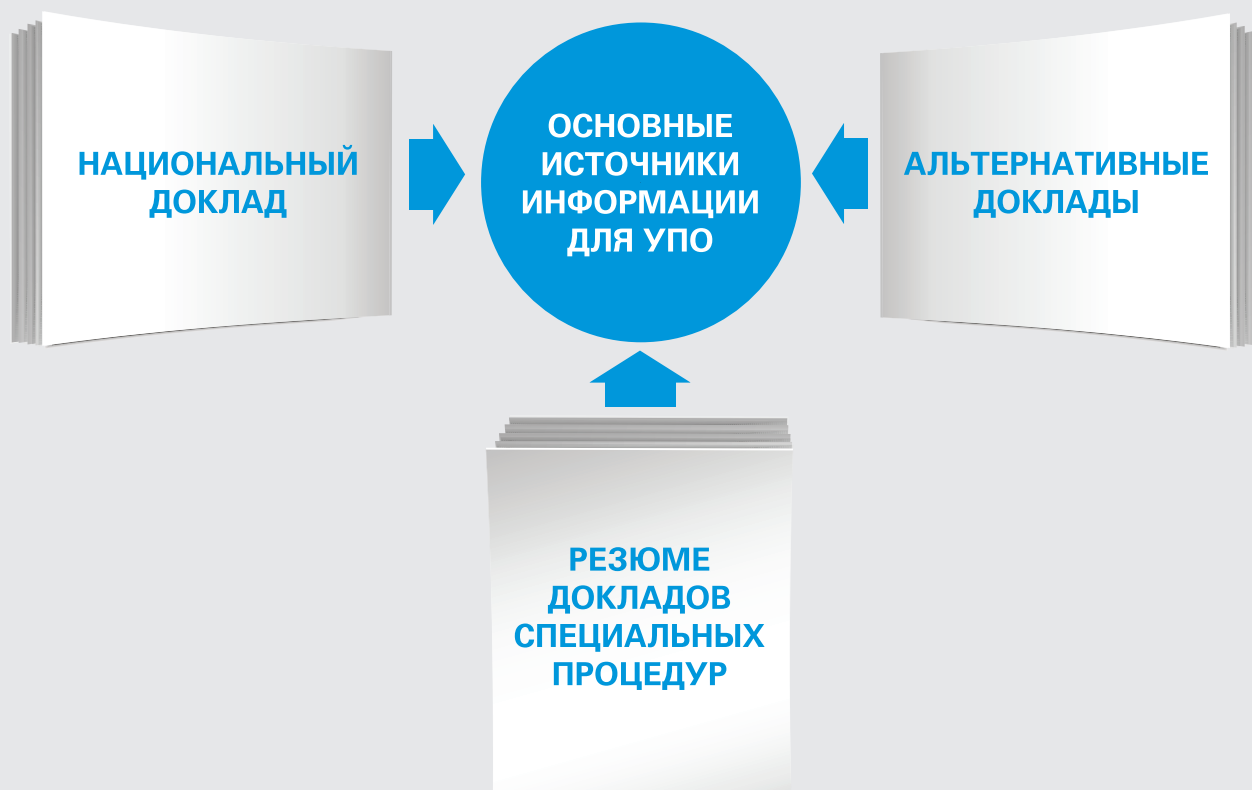 НАЦИОНАЛЬНЫЙ
ДОКЛАД
ОСНОВНЫЕ
ИСТОЧНИКИ
ИНФОРМАЦИИ
ДЛЯ УПО
АЛЬТЕРНАТИВНЫЕ
ДОКЛАДЫ
РЕЗЮМЕ
ДОКЛАДОВ
СПЕЦИАЛЬНЫХ
ПРОЦЕДУР